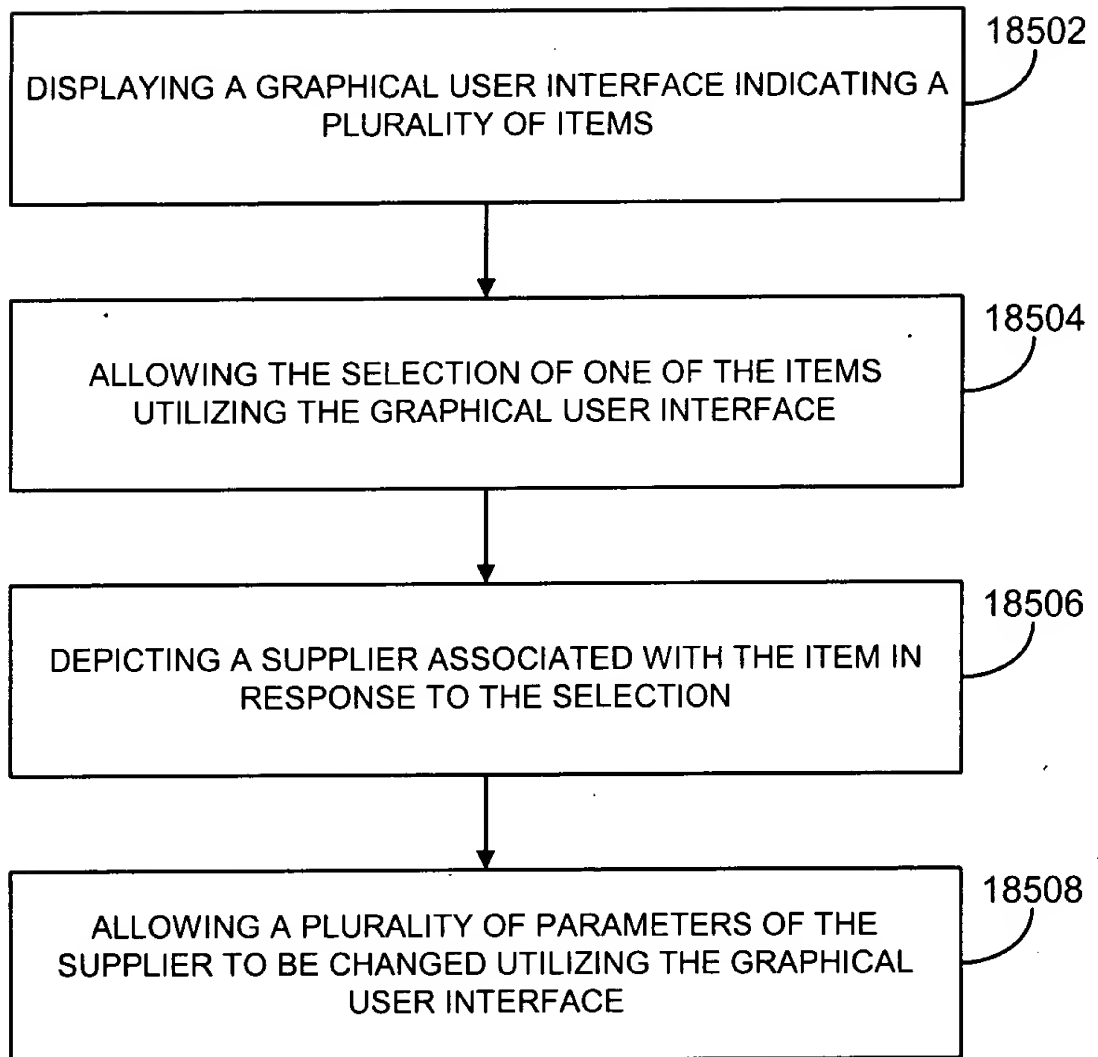 18502
DISPLAYING A GRAPHICAL USER INTERFACE INDICATING A
PLURALITY OF ITEMS
18504
ALLOWING THE SELECTION OF ONE OF THE ITEMS
UTILIZING THE GRAPHICAL USER INTERFACE
18506
DEPICTING A SUPPLIER ASSOCIATED WITH THE ITEM IN
RESPONSE TO THE SELECTION
18508
ALLOWING A PLURALITY OF PARAMETERS OF THE
SUPPLIER TO BE CHANGED UTILIZING THE GRAPHICAL
USER INTERFACE